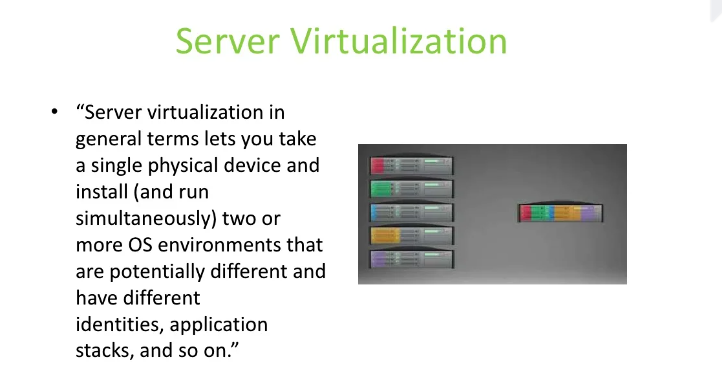 Server Virtualization
• “Server virtualization in
general terms lets you take
a single physical device and
install (and run
simultaneously) two or
more OS environments that
are potentially different and
have different
identities, application
stacks, and so on.”